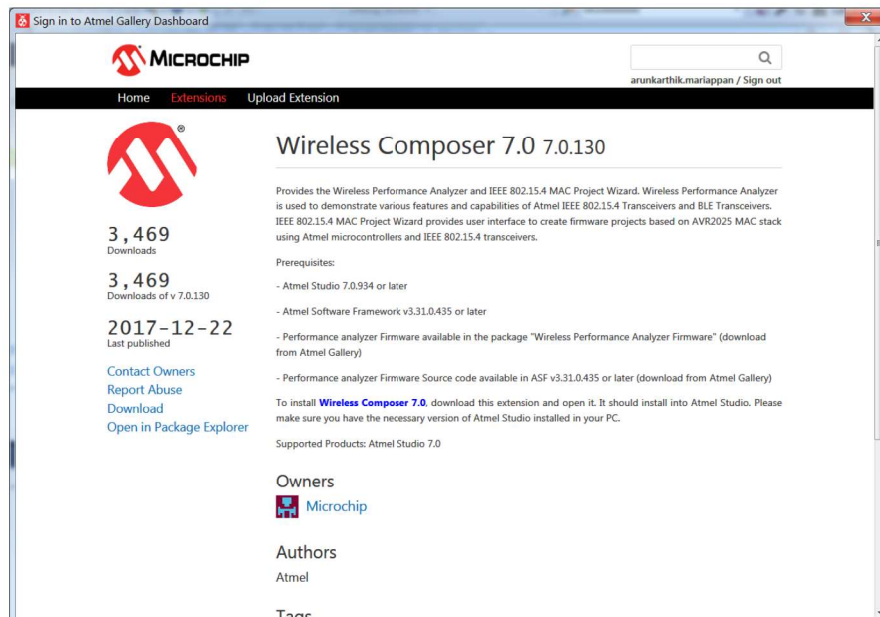 Sign in to Atmel Gallery Dashboard
X
MICROCHIP
arunkarthik.mariappan / Sign out
Home Extensions Upload Extension
®
Wireless Composer 7.0 7.0.130
Provides the Wireless Performance Analyzer and IEEE 802.15.4 MAC Project Wizard. Wireless Performance Analyzer
is used to demonstrate various features and capabilities of Atmel IEEE 802.15.4 Transceivers and BLE Transceivers.
IEEE 802.15.4 MAC Project Wizard provides user interface to create firmware projects based on AVR2025 MAC stack
using Atmel microcontrollers and IEEE 802.15.4 transceivers.
3,469
Downloads
3,469
Downloads of v 7.0.130
2017-12-22
Last published
Contact Owners
Report Abuse
Download
Open in Package Explorer
Prerequisites:
- Atmel Studio 7.0.934 or later
- Atmel Software Framework v3.31.0.435 or later
- Performance analyzer Firmware available in the package "Wireless Performance Analyzer Firmware" (download
from Atmel Gallery)
- Performance analyzer Firmware Source code available in ASF v3.31.0.435 or later (download from Atmel Gallery)
To install Wireless Composer 7.0, download this extension and open it. It should install into Atmel Studio. Please
make sure you have the necessary version of Atmel Studio installed in your PC.
Supported Products: Atmel Studio 7.0
Owners
Microchip
Authors
Atmel
Tags